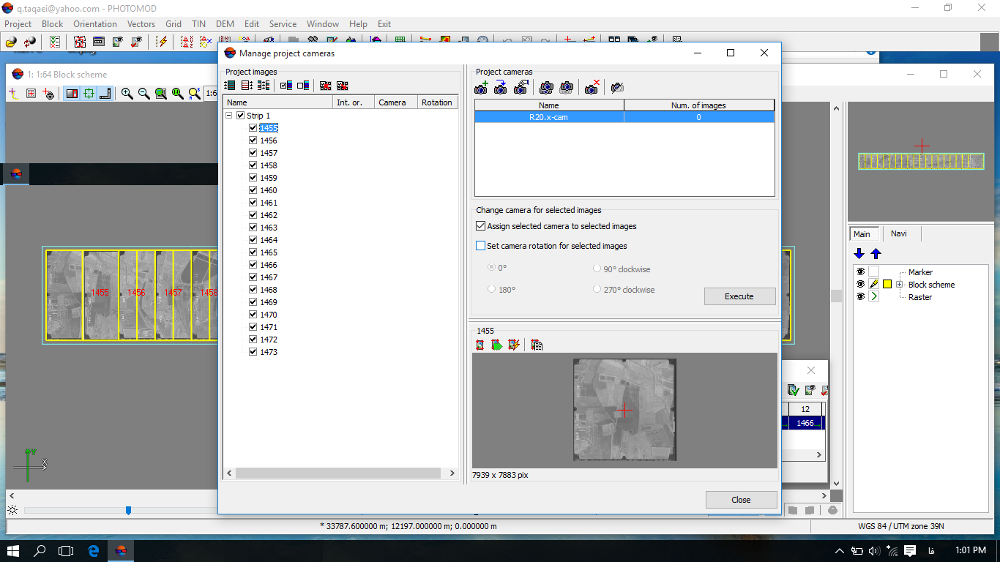 q.taqaei@yahoo.com - PHOTOMOD
Project Block Orientation Vectors Grid TIN DEM Edit Service Window Help Exit
1: 1:64 Block scheme
1455 1456 1457 1458
Manage project cameras
Project images
Name Int. or. Camera Rotation
Strip 1
1455
1456
1457
1458
1459
1460
1461
1462
1463
1464
1465
1466
1467
1468
1469
1470
1471
1472
1473
Project cameras
Name Num. of images
R20.x-cam 0
Change camera for selected images
Assign selected camera to selected images
Set camera rotation for selected images
0° 90° clockwise
180° 270° clockwise
Execute
1455
7939 x 7883 pix
Close
12
1466
Main Navi
Marker
Block scheme
Raster
Y
X
* 33787.600000 m; 12197.000000 m; 0.000000 m
WGS 84 / UTM zone 39N
فا
1:01 PM